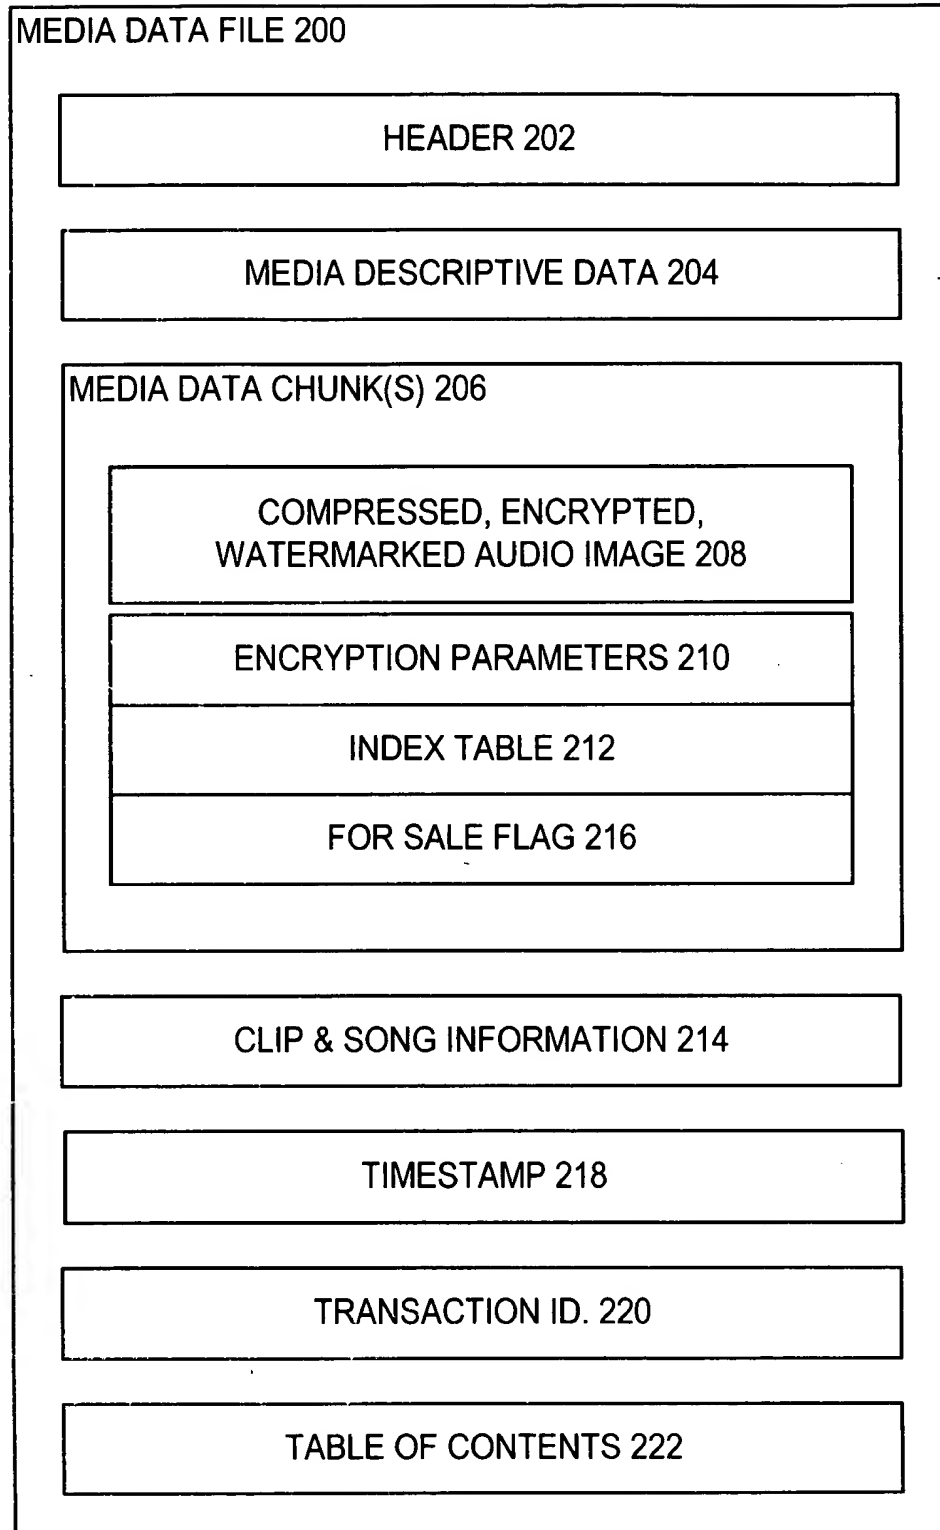 MEDIA DATA FILE 200
HEADER 202
MEDIA DESCRIPTIVE DATA 204
MEDIA DATA CHUNK(S) 206
COMPRESSED, ENCRYPTED,
WATERMARKED AUDIO IMAGE 208
ENCRYPTION PARAMETERS 210
INDEX TABLE 212
FOR SALE FLAG 216
CLIP & SONG INFORMATION 214
TIMESTAMP 218
TRANSACTION ID. 220
TABLE OF CONTENTS 222